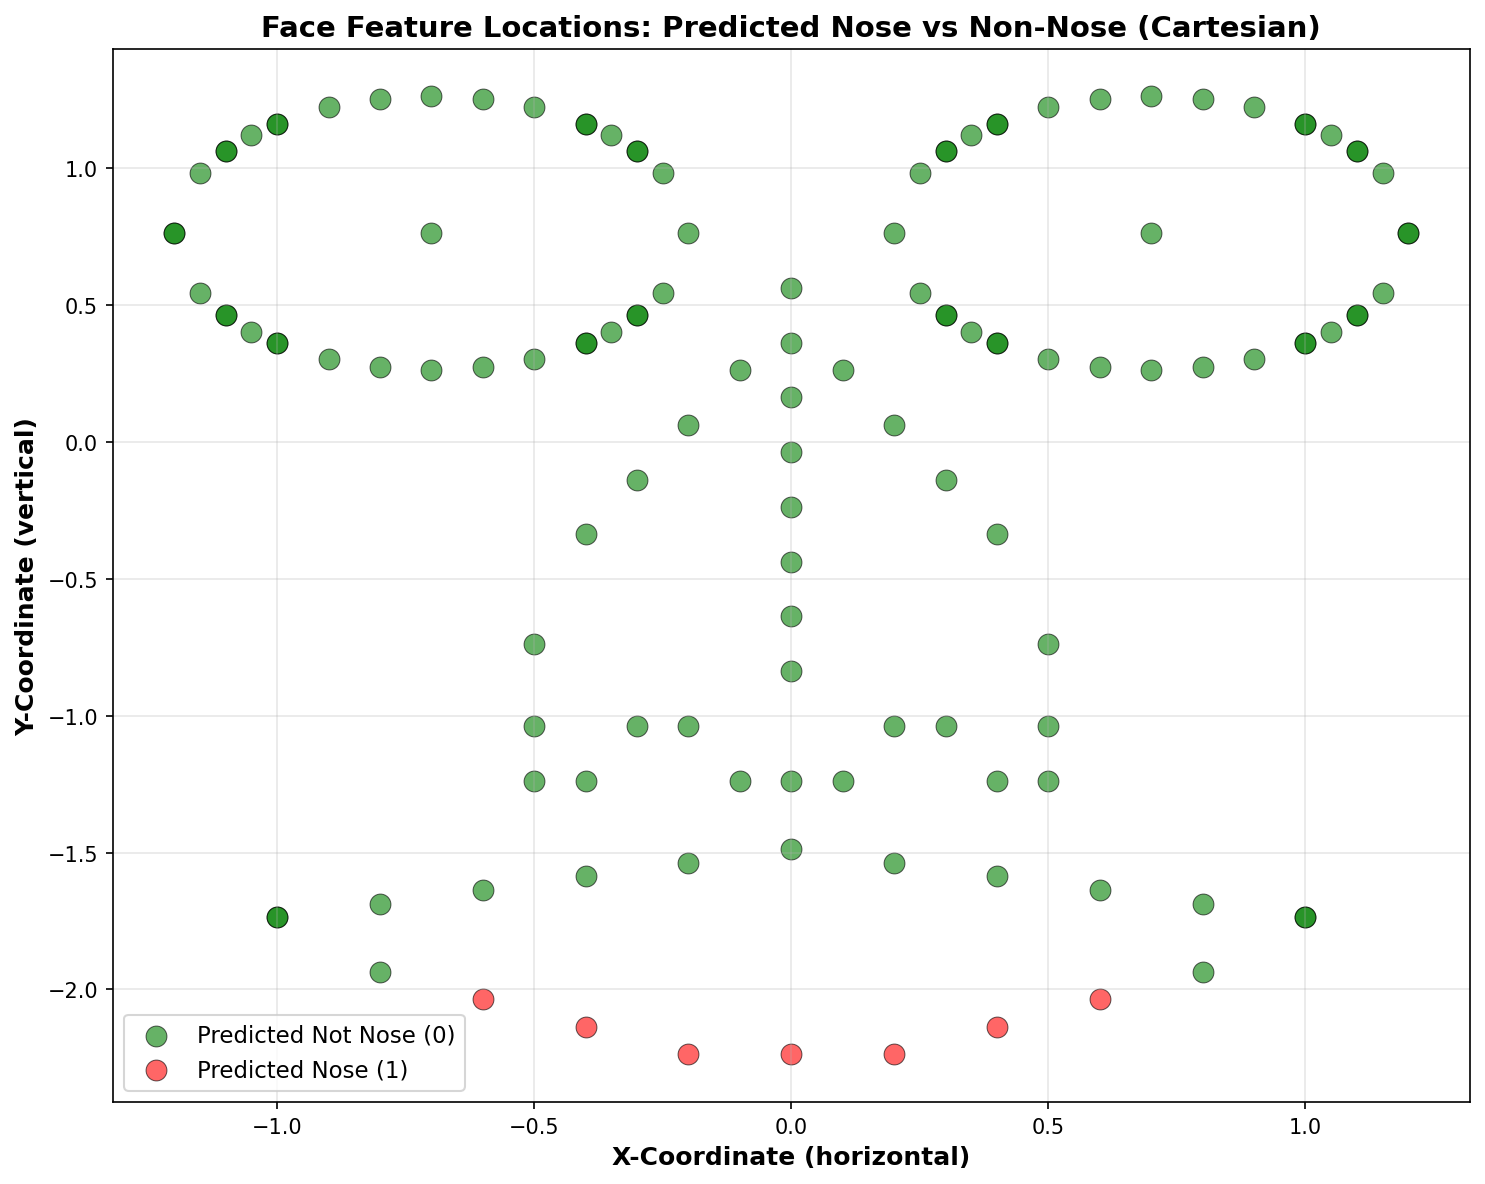 Face Feature Locations: Predicted Nose vs Non-Nose (Cartesian)
Y-Coordinate (vertical)
1.0
0.5
0.0
−0.5
−1.0
−1.5
−2.0
Predicted Not Nose (0)
Predicted Nose (1)
−1.0
−0.5
0.0
0.5
1.0
X-Coordinate (horizontal)